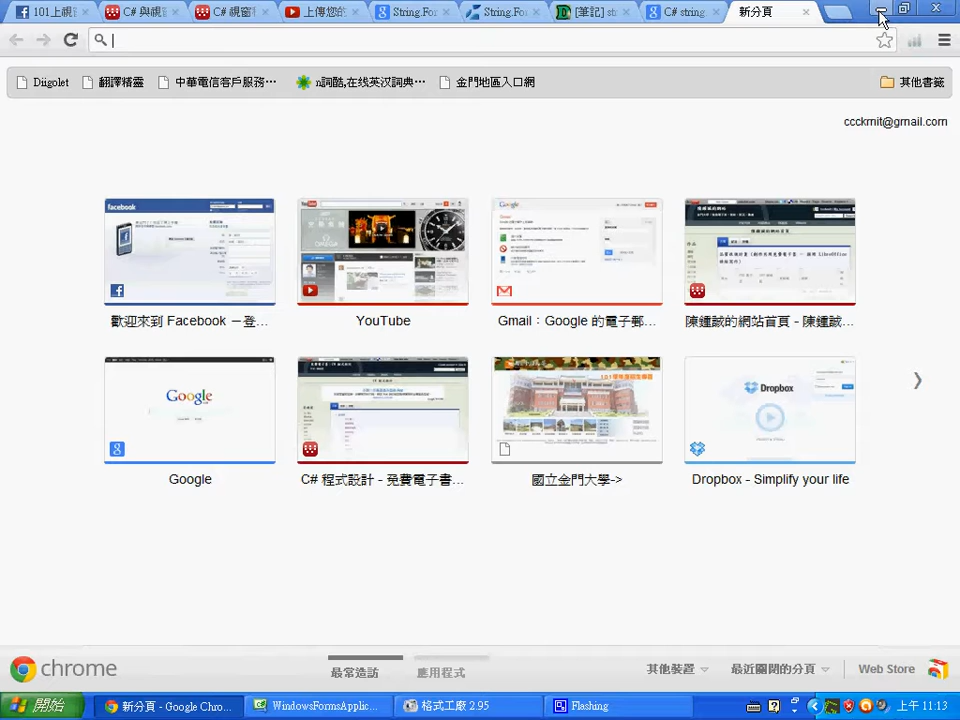 101上視窗
C# 與視窗
C# 視窗
上傳您的
String.For
String.For
[筆記] str
C# string
新分頁
Diigolet
翻譯精靈
中華電信客戶服務…
n詞酷,在线英汉詞典…
金門地區入口網
其他書籤
ccckmit@gmail.com
歡迎來到 Facebook －登...
YouTube
Gmail：Google 的電子郵...
陳鍾誠的網站首頁 - 陳鍾誠...
Google
C# 程式設計 - 免費電子書...
國立金門大學->
Dropbox - Simplify your life
chrome
最常造訪
應用程式
其他裝置
最近關閉的分頁
Web Store
開始
新分頁 - Google Chro...
WindowsFormsApplic...
格式工廠 2.95
Flashing
上午 11:13